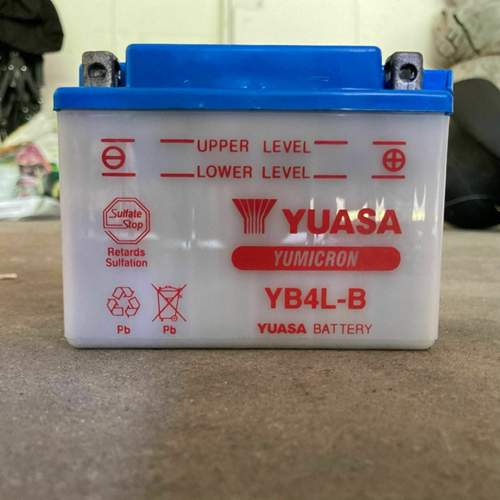 UPPER LEVEL
LOWER LEVEL
Sulfate
Stop
Retards
Sulfation
YUASA
YUMICRON
YB4L-B
Pb
Pb
YUASA BATTERY